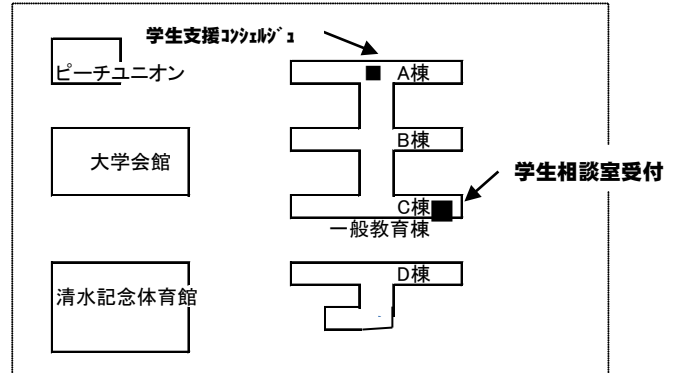 学生支援ｺﾝｼｪﾙｼﾞｭ
ピーチユニオン
A棟
B棟
大学会館
学生相談室受付
C棟
一般教育棟
D棟
清水記念体育館